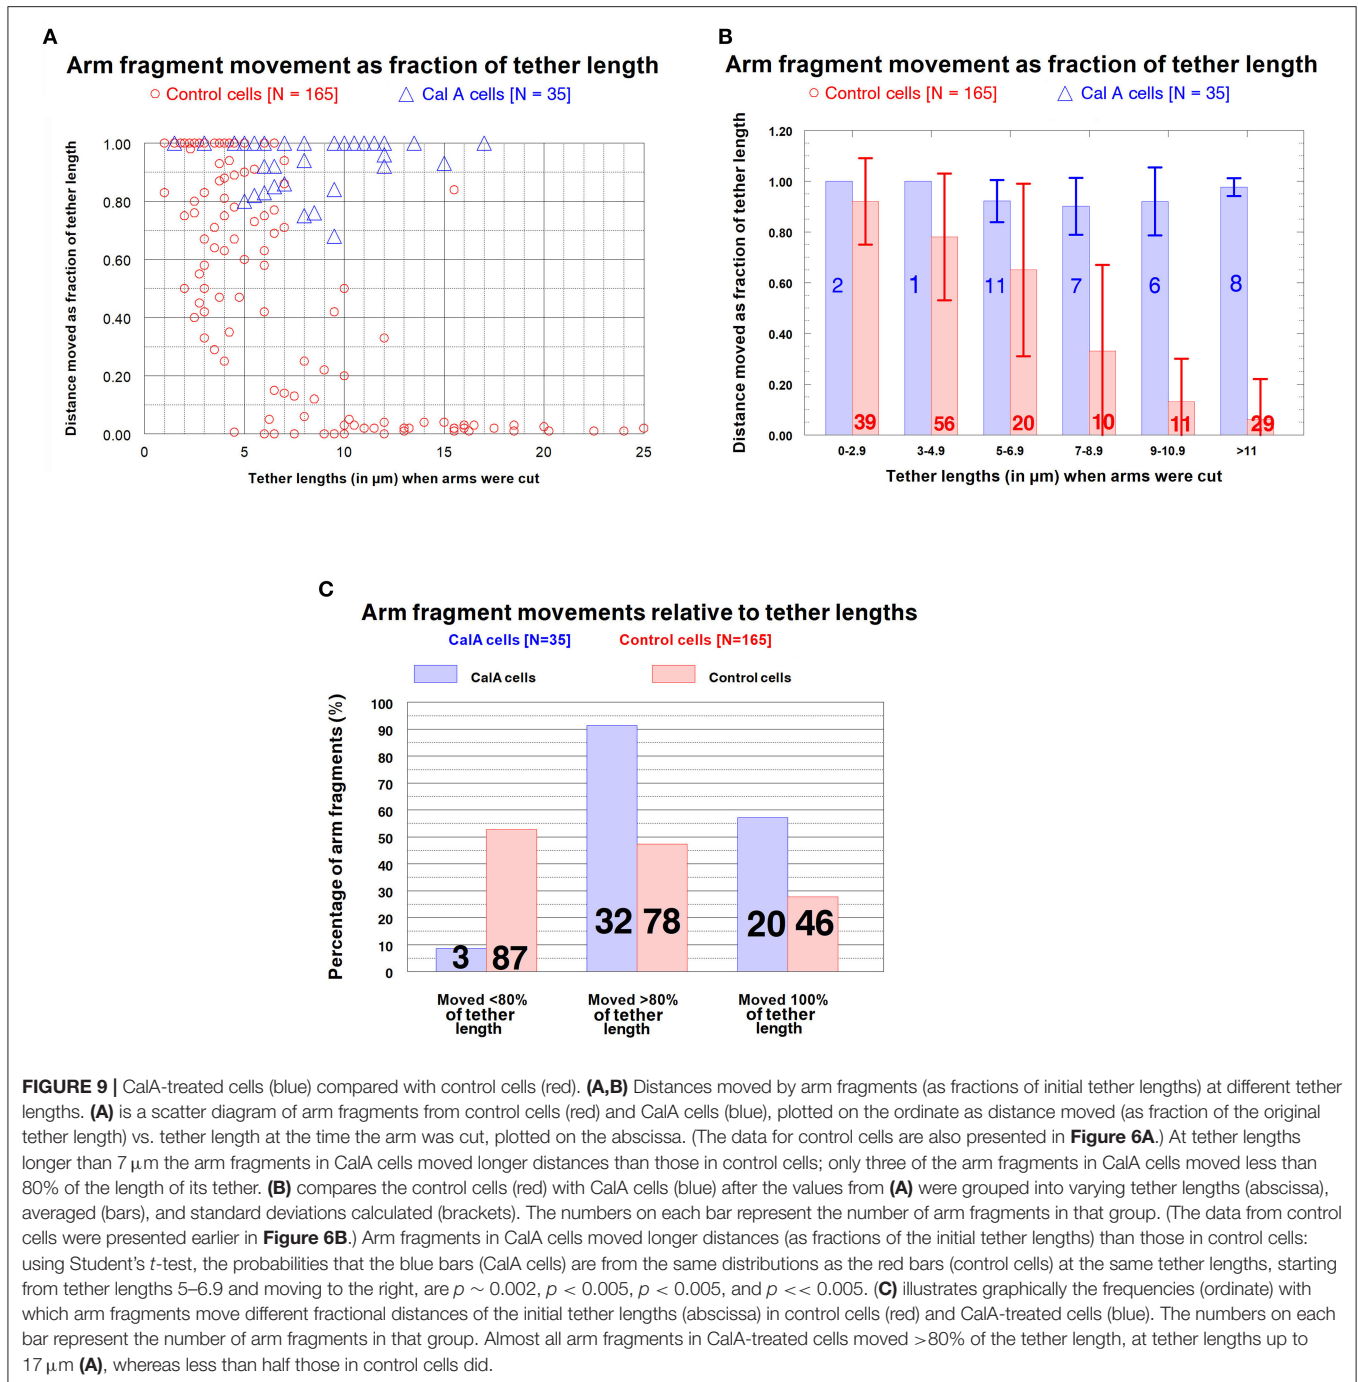 A
Arm fragment movement as fraction of tether length
Control cells [N = 165]
Cal A cells [N = 35]
Distance moved as fraction of tether length
1.00
0.80
0.60
0.40
0.20
0.00
0 5 10 15 20 25
Tether lengths (in µm) when arms were cut
B
Arm fragment movement as fraction of tether length
Control cells [N = 165]
Cal A cells [N = 35]
Distance moved as fraction of tether length
1.20
1.00
0.80
0.60
0.40
0.20
0.00
2 1 11 7 6 8
39 56 20 10 11 29
0-2.9 3-4.9 5-6.9 7-8.9 9-10.9 >11
Tether lengths (in µm) when arms were cut
C
Arm fragment movements relative to tether lengths
CalA cells [N=35] Control cells [N=165]
CalA cells Control cells
Percentage of arm fragments (%)
100
90
80
70
60
50
40
30
20
10
0
3 87 32 78 20 46
Moved <80% of tether length
Moved >80% of tether length
Moved 100% of tether length
FIGURE 9 | CalA-treated cells (blue) compared with control cells (red). (A,B) Distances moved by arm fragments (as fractions of initial tether lengths) at different tether
lengths. (A) is a scatter diagram of arm fragments from control cells (red) and CalA cells (blue), plotted on the ordinate as distance moved (as fraction of the original
tether length) vs. tether length at the time the arm was cut, plotted on the abscissa. (The data for control cells are also presented in Figure 6A.) At tether lengths
longer than 7 µm the arm fragments in CalA cells moved longer distances than those in control cells; only three of the arm fragments in CalA cells moved less than
80% of the length of its tether. (B) compares the control cells (red) with CalA cells (blue) after the values from (A) were grouped into varying tether lengths (abscissa),
averaged (bars), and standard deviations calculated (brackets). The numbers on each bar represent the number of arm fragments in that group. (The data from control
cells were presented earlier in Figure 6B.) Arm fragments in CalA cells moved longer distances (as fractions of the initial tether lengths) than those in control cells:
using Student's t-test, the probabilities that the blue bars (CalA cells) are from the same distributions as the red bars (control cells) at the same tether lengths, starting
from tether lengths 5–6.9 and moving to the right, are p ∼ 0.002, p < 0.005, p < 0.005, and p << 0.005. (C) illustrates graphically the frequencies (ordinate) with
which arm fragments move different fractional distances of the initial tether lengths (abscissa) in control cells (red) and CalA-treated cells (blue). The numbers on each
bar represent the number of arm fragments in that group. Almost all arm fragments in CalA-treated cells moved >80% of the tether length, at tether lengths up to
17 µm (A), whereas less than half those in control cells did.